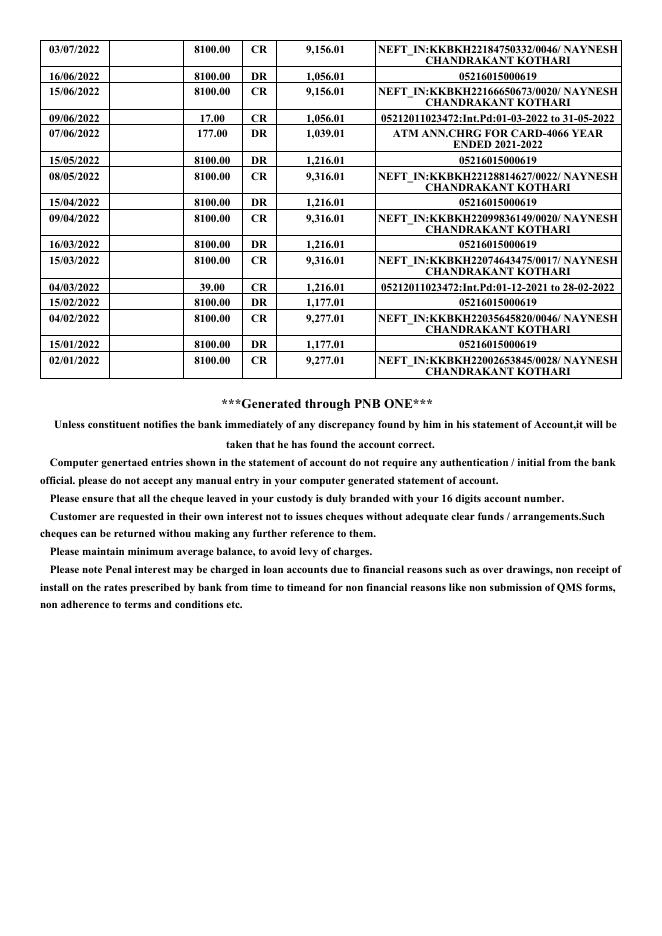 03/07/2022 8100.00 CR 9,156.01 NEFT_IN:KKBKH22184750332/0046/ NAYNESH
CHANDRAKANT KOTHARI
16/06/2022 8100.00 DR 1,056.01 05216015000619
15/06/2022 8100.00 CR 9,156.01 NEFT_IN:KKBKH22166650673/0020/ NAYNESH
CHANDRAKANT KOTHARI
09/06/2022 17.00 CR 1,056.01 05212011023472:Int.Pd:01-03-2022 to 31-05-2022
07/06/2022 177.00 DR 1,039.01 ATM ANN.CHRG FOR CARD-4066 YEAR
ENDED 2021-2022
15/05/2022 8100.00 DR 1,216.01 05216015000619
08/05/2022 8100.00 CR 9,316.01 NEFT_IN:KKBKH22128814627/0022/ NAYNESH
CHANDRAKANT KOTHARI
15/04/2022 8100.00 DR 1,216.01 05216015000619
09/04/2022 8100.00 CR 9,316.01 NEFT_IN:KKBKH22099836149/0020/ NAYNESH
CHANDRAKANT KOTHARI
16/03/2022 8100.00 DR 1,216.01 05216015000619
15/03/2022 8100.00 CR 9,316.01 NEFT_IN:KKBKH22074643475/0017/ NAYNESH
CHANDRAKANT KOTHARI
04/03/2022 39.00 CR 1,216.01 05212011023472:Int.Pd:01-12-2021 to 28-02-2022
15/02/2022 8100.00 DR 1,177.01 05216015000619
04/02/2022 8100.00 CR 9,277.01 NEFT_IN:KKBKH22035645820/0046/ NAYNESH
CHANDRAKANT KOTHARI
15/01/2022 8100.00 DR 1,177.01 05216015000619
02/01/2022 8100.00 CR 9,277.01 NEFT_IN:KKBKH22002653845/0028/ NAYNESH
CHANDRAKANT KOTHARI
***Generated through PNB ONE***
Unless constituent notifies the bank immediately of any discrepancy found by him in his statement of Account,it will be
taken that he has found the account correct.
Computer genertaed entries shown in the statement of account do not require any authentication / initial from the bank
official. please do not accept any manual entry in your computer generated statement of account.
Please ensure that all the cheque leaved in your custody is duly branded with your 16 digits account number.
Customer are requested in their own interest not to issues cheques without adequate clear funds / arrangements.Such
cheques can be returned withou making any further reference to them.
Please maintain minimum average balance, to avoid levy of charges.
Please note Penal interest may be charged in loan accounts due to financial reasons such as over drawings, non receipt of
install on the rates prescribed by bank from time to timeand for non financial reasons like non submission of QMS forms,
non adherence to terms and conditions etc.